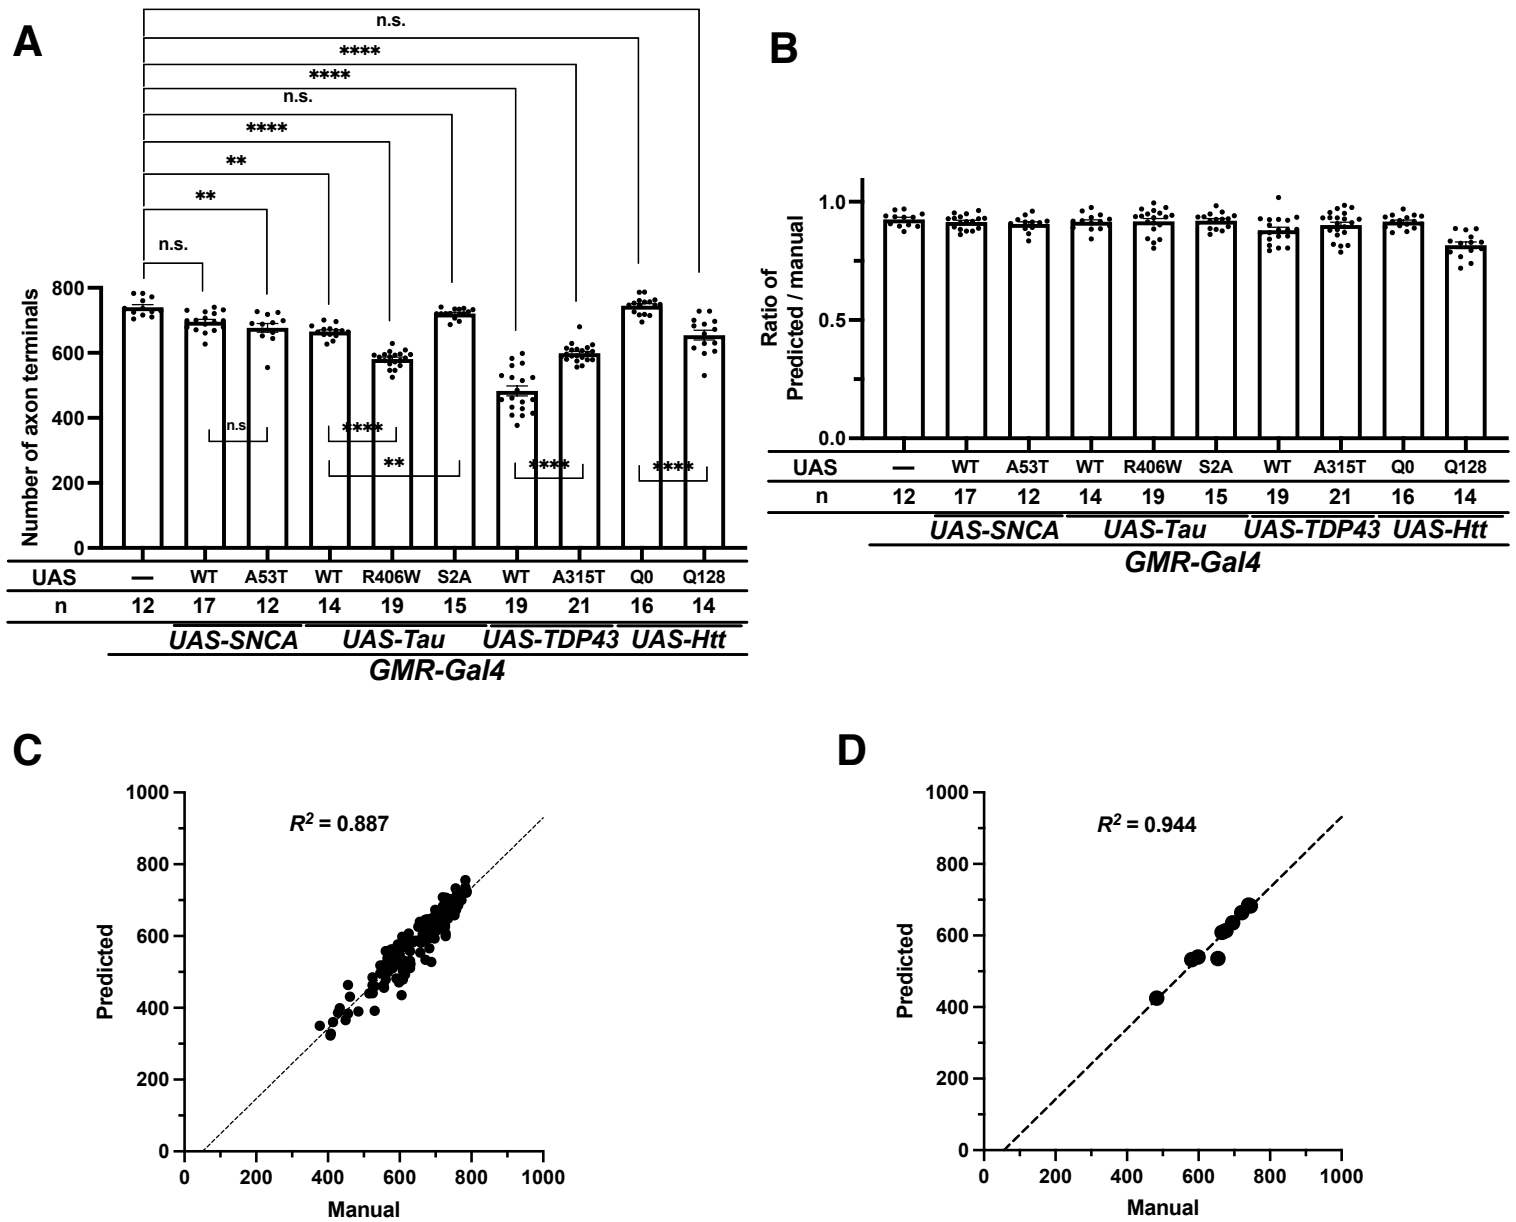 A
n.s.
****
****
n.s.
****
**
**
n.s.
Number of axon terminals
800
600
400
200
0
n.s
****
**
****
****
UAS — WT A53T WT R406W S2A WT A315T Q0 Q128
n 12 17 12 14 19 15 19 21 16 14
UAS-SNCA UAS-Tau UAS-TDP43 UAS-Htt
GMR-Gal4
B
Ratio of
Predicted / manual
1.0
0.5
0.0
UAS — WT A53T WT R406W S2A WT A315T Q0 Q128
n 12 17 12 14 19 15 19 21 16 14
UAS-SNCA UAS-Tau UAS-TDP43 UAS-Htt
GMR-Gal4
C
R² = 0.887
Predicted
1000
800
600
400
200
0
0 200 400 600 800 1000
Manual
D
R² = 0.944
Predicted
1000
800
600
400
200
0
0 200 400 600 800 1000
Manual